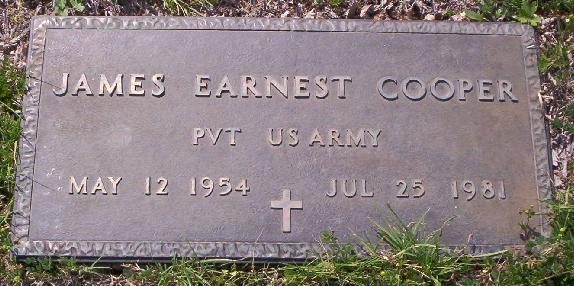 JAMES EARNEST COOPER
PVT US ARMY
MAY 12 1954 JUL 25 1981